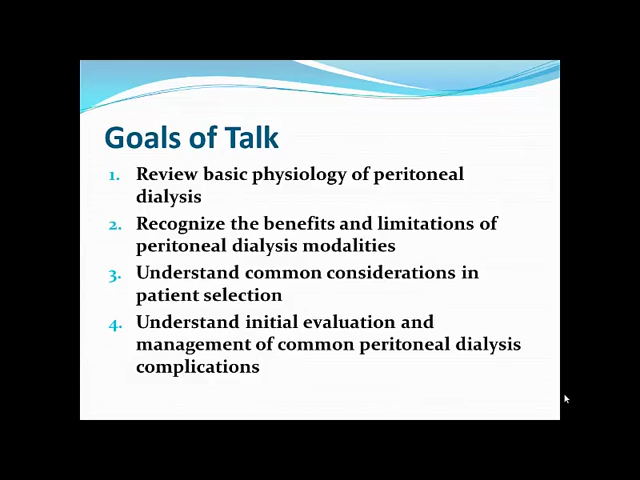 Goals of Talk
1. Review basic physiology of peritoneal
dialysis
2. Recognize the benefits and limitations of
peritoneal dialysis modalities
3. Understand common considerations in
patient selection
4. Understand initial evaluation and
management of common peritoneal dialysis
complications